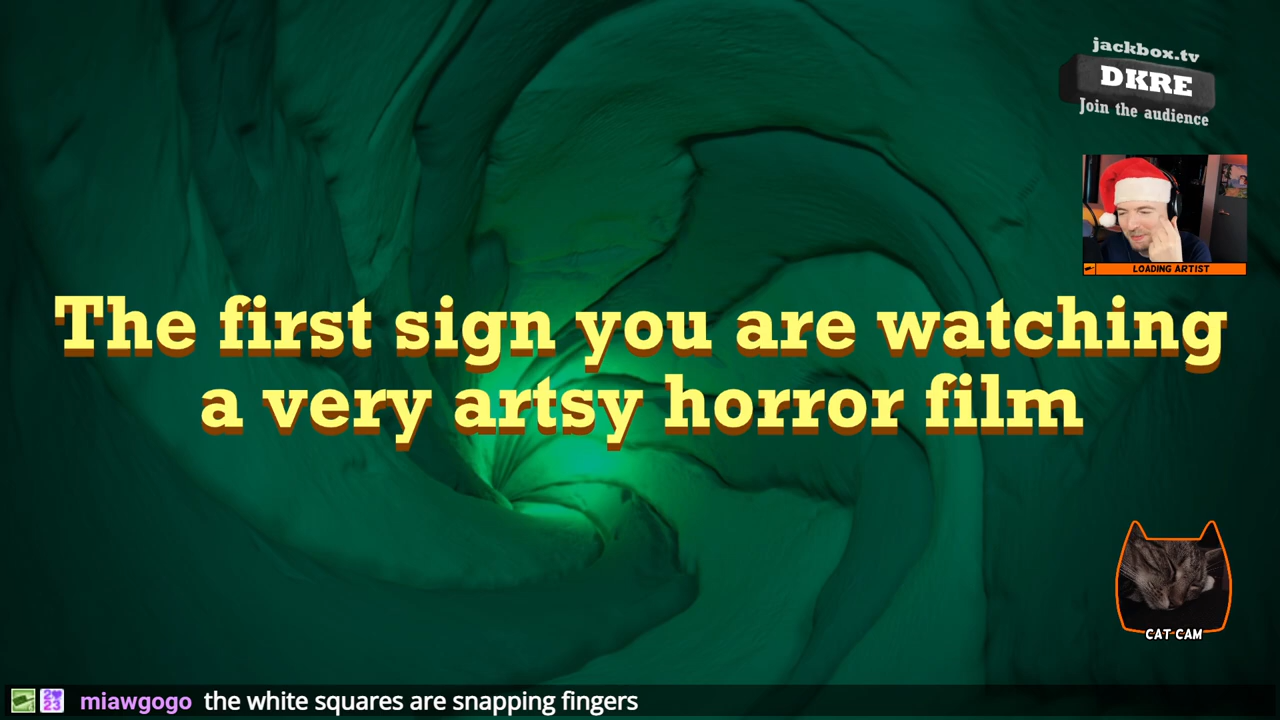 jackbox.tv
DKRE
Join the audience
LOADING ARTIST
The first sign you are watching
a very artsy horror film
CAT CAM
miawgogo the white squares are snapping fingers